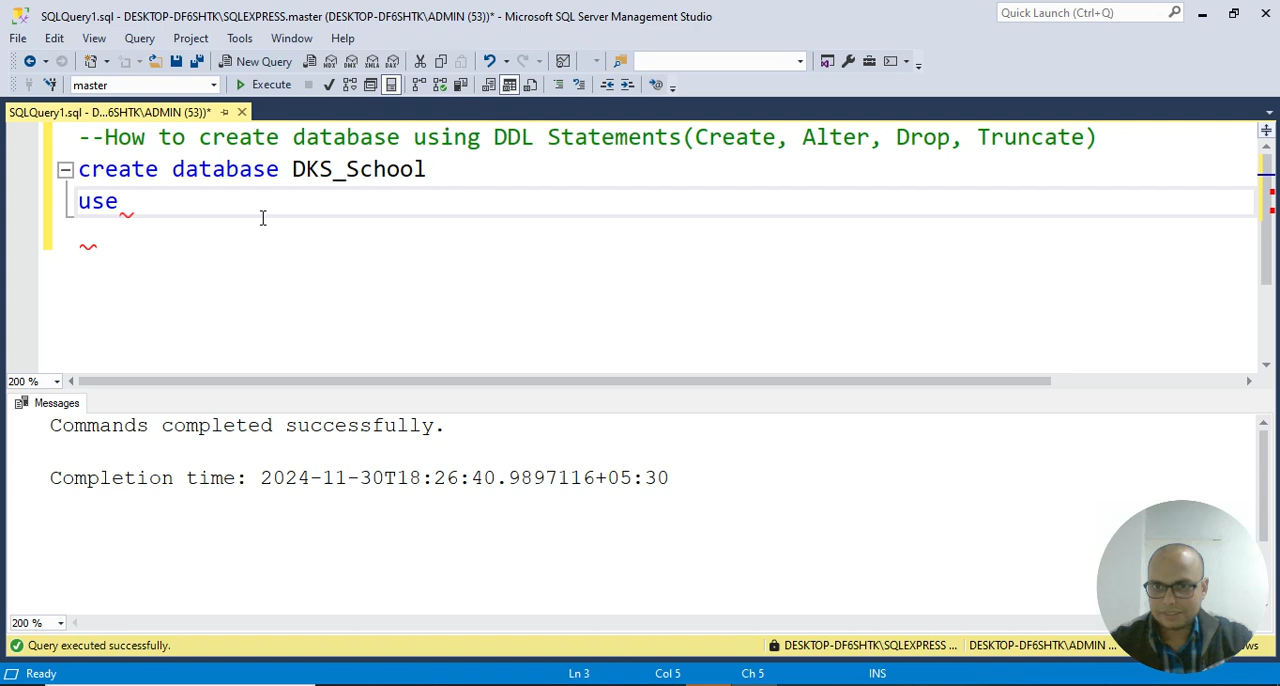 SQLQuery1.sql - DESKTOP-DF6SHTK\SQLEXPRESS.master (DESKTOP-DF6SHTK\ADMIN (53))* - Microsoft SQL Server Management Studio
Quick Launch (Ctrl+Q)
File Edit View Query Project Tools Window Help
New Query
master
Execute
SQLQuery1.sql - D...6SHTK\ADMIN (53))*
--How to create database using DDL Statements(Create, Alter, Drop, Truncate)
create database DKS_School
use
200 %
Messages
Commands completed successfully.
Completion time: 2024-11-30T18:26:40.9897116+05:30
200 %
Query executed successfully.
DESKTOP-DF6SHTK\SQLEXPRESS ...
DESKTOP-DF6SHTK\ADMIN ...
Ready
Ln 3
Col 5
Ch 5
INS